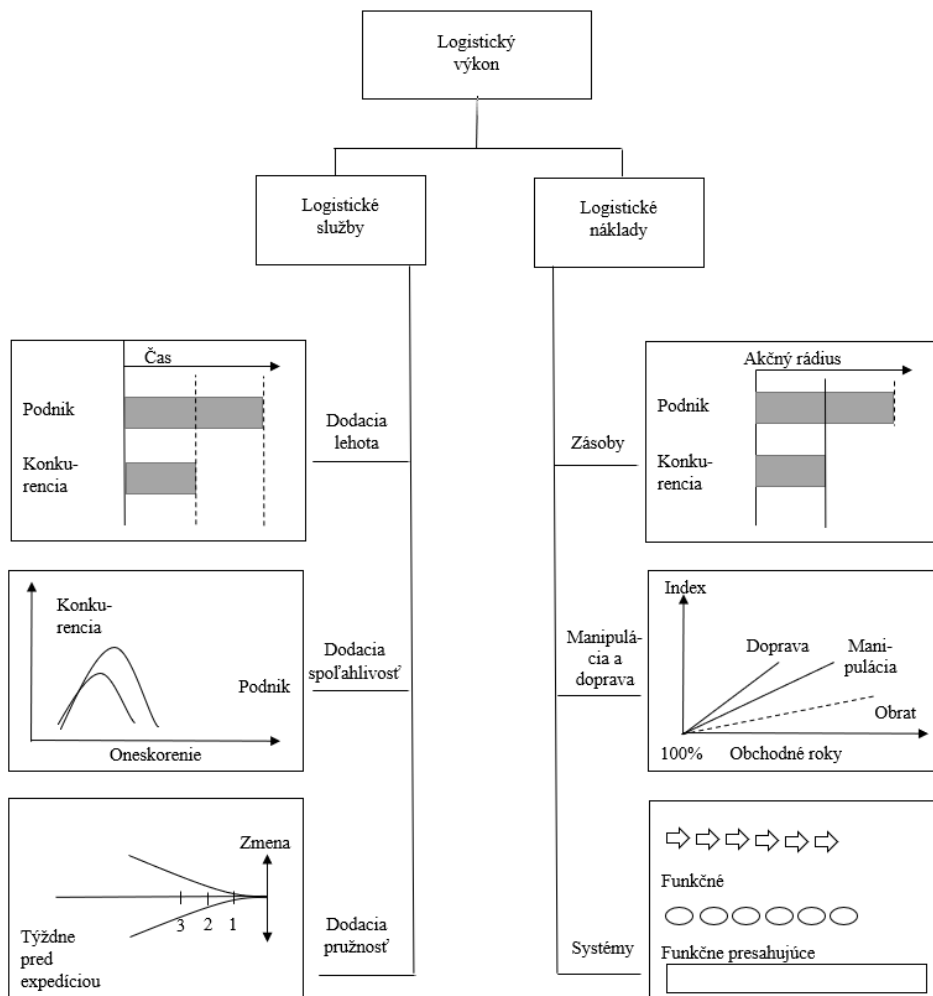 Logistický
výkon
Logistické
služby
Logistické
náklady
Čas
Podnik
Konku-
rencia
Dodacia
lehota
Zásoby
Akčný rádius
Podnik
Konku-
rencia
Konku-
rencia
Podnik
Oneskorenie
Dodacia
spoľahlivosť
Manipulá-
cia a
doprava
Index
Doprava
Mani-
pulácia
Obrat
100%
Obchodné roky
Zmena
3
2
1
Týždne
pred
expedíciou
Dodacia
pružnosť
Systémy
Funkčné
Funkčne presahujúce